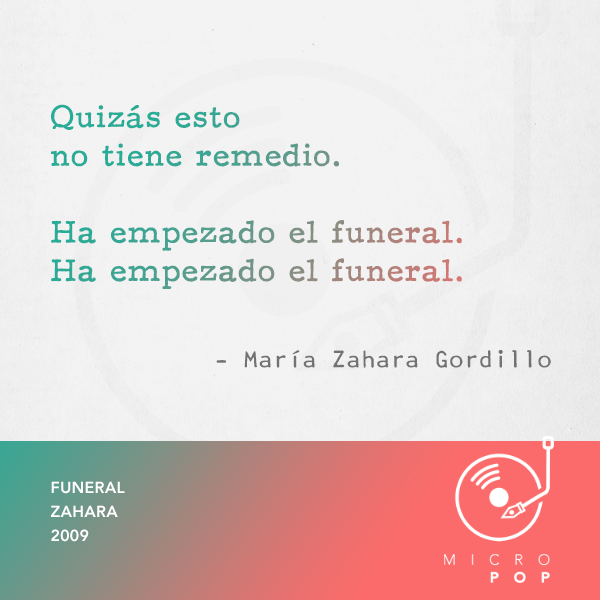 Quizás esto
no tiene remedio.
Ha empezado el funeral.
Ha empezado el funeral.
– María Zahara Gordillo
FUNERAL
ZAHARA
2009
MICRO
POP